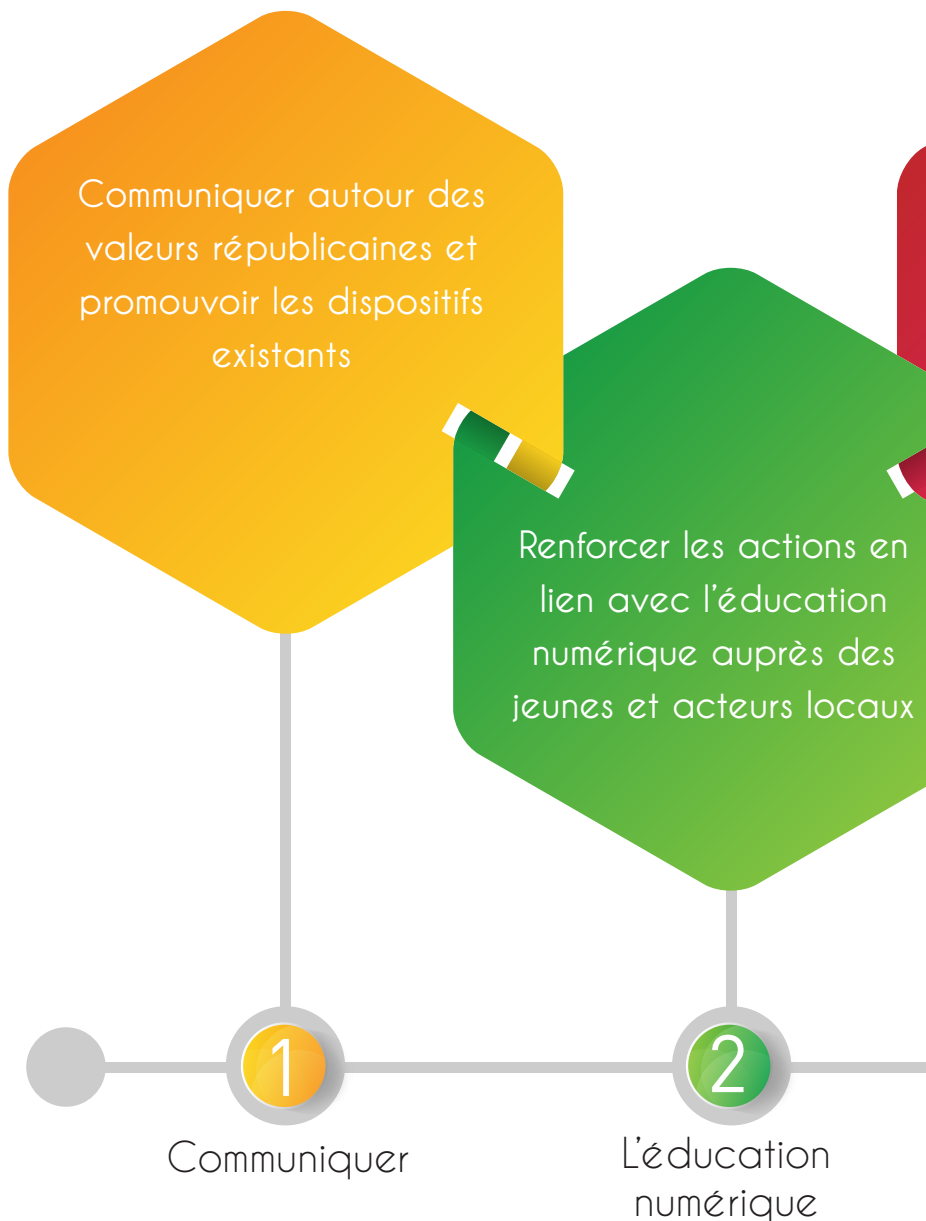 Communiquer autour des
valeurs républicaines et
promouvoir les dispositifs
existants
Renforcer les actions en
lien avec l'éducation
numérique auprès des
jeunes et acteurs locaux
1
Communiquer
2
L'éducation
numérique